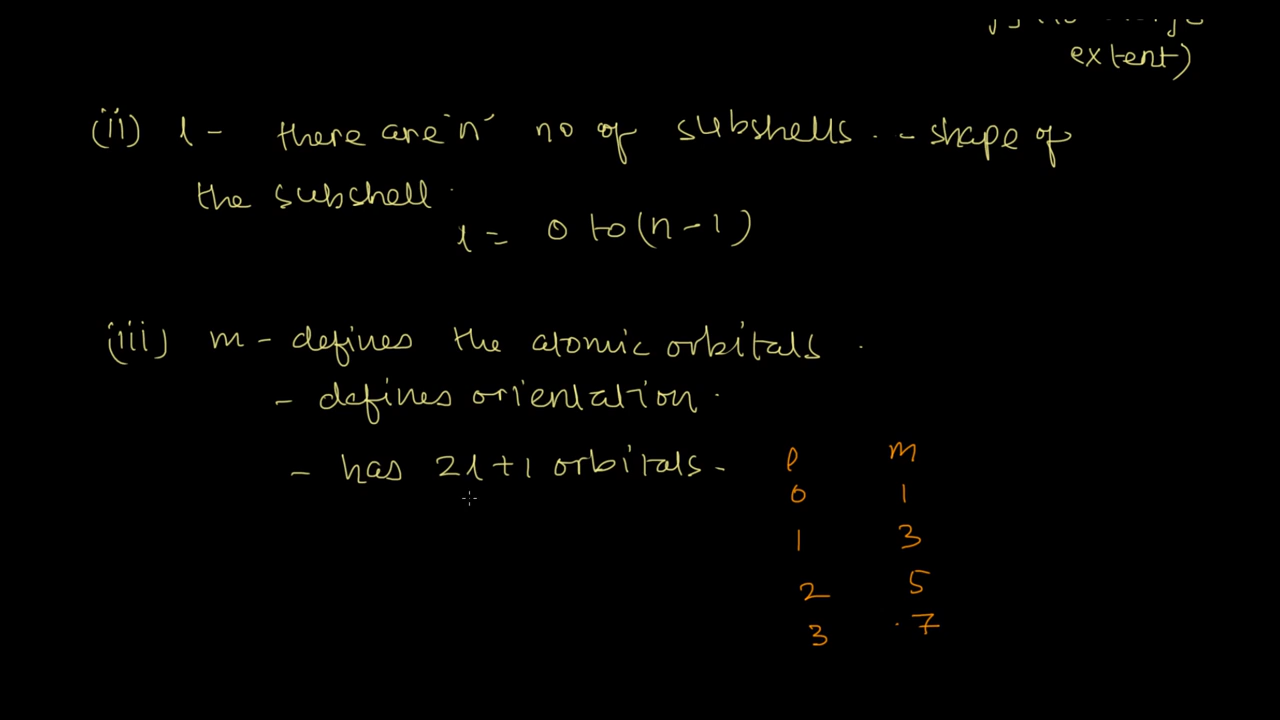 extent)
(ii) l - there are "n" no of subshells. - shape of
the subshell.
l = 0 to (n - 1)
(iii) m - defines the atomic orbitals.
- defines orientation.
- has 2l + 1 orbitals -
l m
0 1
1 3
2 5
3 7